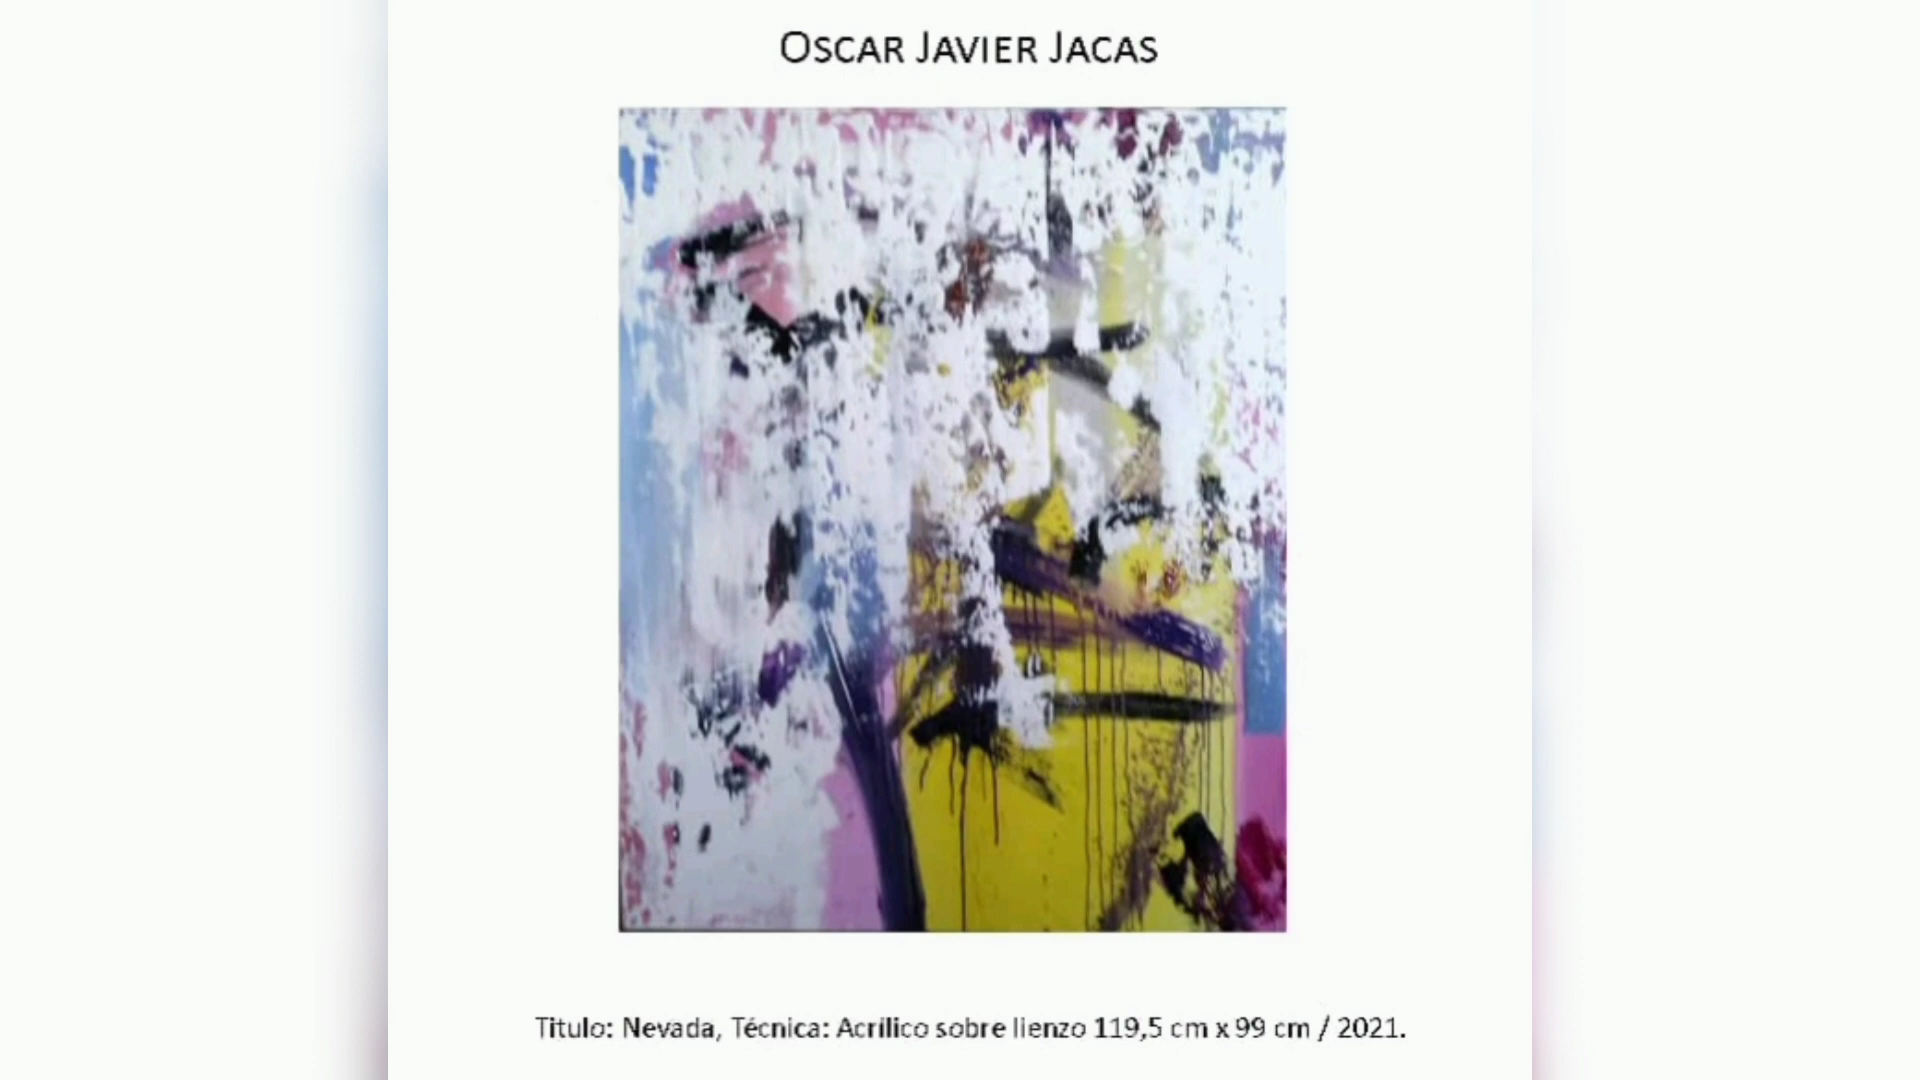 OSCAR JAVIER JACAS
Titulo: Nevada, Técnica: Acrílico sobre lienzo 119,5 cm x 99 cm / 2021.